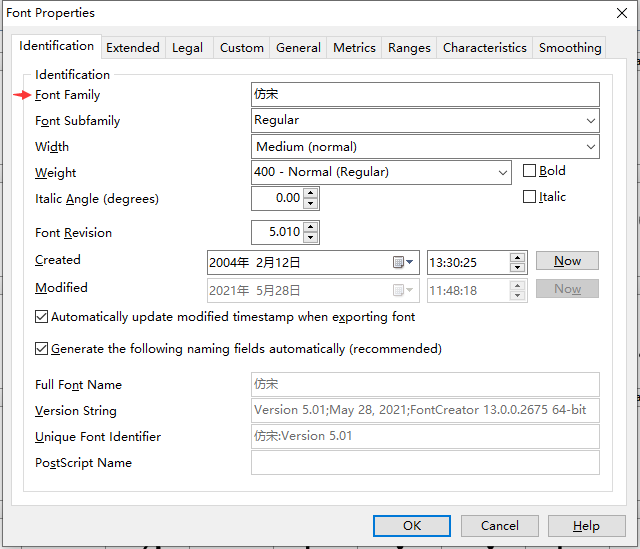 Font Properties
Identification Extended Legal Custom General Metrics Ranges Characteristics Smoothing
Identification
Font Family 仿宋
Font Subfamily Regular
Width Medium (normal)
Weight 400 - Normal (Regular) Bold
Italic Angle (degrees) 0.00 Italic
Font Revision 5.010
Created 2004年 2月12日 13:30:25 Now
Modified 2021年 5月28日 11:48:18 Now
Automatically update modified timestamp when exporting font
Generate the following naming fields automatically (recommended)
Full Font Name 仿宋
Version String Version 5.01;May 28, 2021;FontCreator 13.0.0.2675 64-bit
Unique Font Identifier 仿宋:Version 5.01
PostScript Name
OK Cancel Help